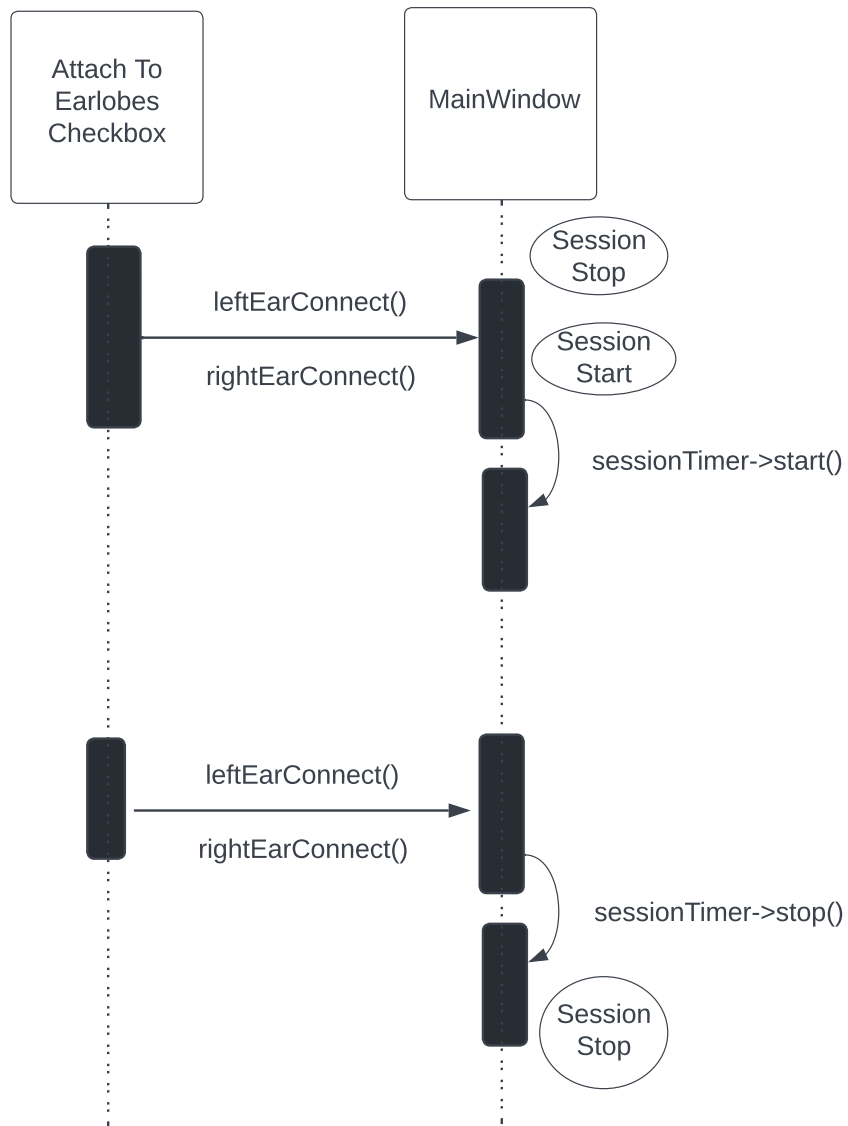 Attach To
Earlobes
Checkbox
MainWindow
Session
Stop
leftEarConnect()
rightEarConnect()
Session
Start
sessionTimer->start()
leftEarConnect()
rightEarConnect()
sessionTimer->stop()
Session
Stop